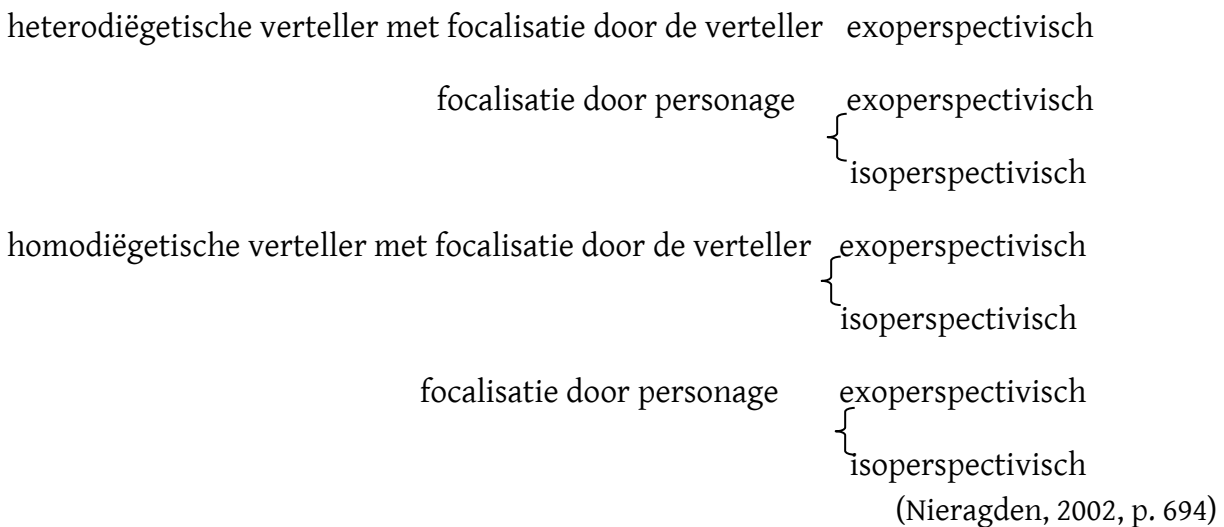 heterodiëgetische verteller met focalisatie door de verteller exoperspectivisch
focalisatie door personage exoperspectivisch
isoperspectivisch
homodiëgetische verteller met focalisatie door de verteller exoperspectivisch
isoperspectivisch
focalisatie door personage exoperspectivisch
isoperspectivisch
(Nieragden, 2002, p. 694)